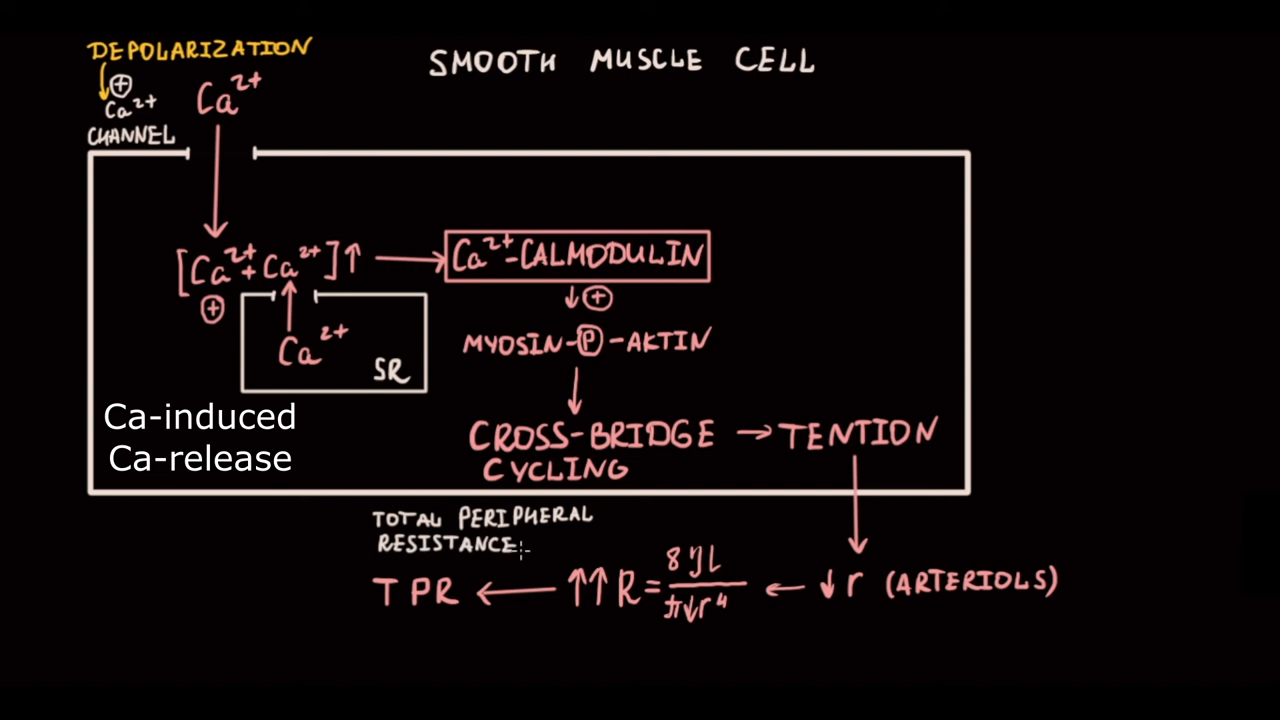 DEPOLARIZATION
⊕
Ca²⁺
CHANNEL
Ca²⁺
SMOOTH MUSCLE CELL
[Ca²⁺ + Ca²⁺]↑ → Ca²⁺-CALMODULIN
⊕
↓⊕
Ca²⁺
SR
MYOSIN-Ⓟ-AKTIN
Ca-induced
Ca-release
CROSS-BRIDGE → TENTION
CYCLING
TOTAL PERIPHERAL
RESISTANCE
TPR ← ↑↑R = 8ηL / π↓r⁴ ← ↓r (ARTERIOLS)